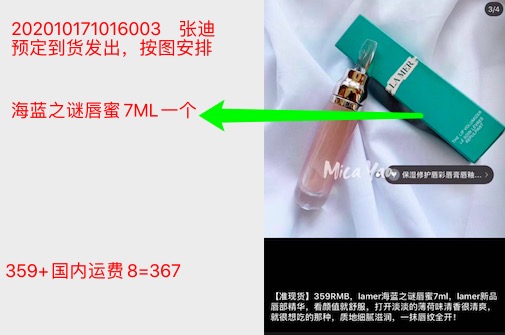 202010171016003 张迪
预定到货发出，按图安排
海蓝之谜唇蜜7ML一个
359+国内运费8=367
3/4
LAMER
THE LIP VOLUMIZER
Mica Yan
保湿修护唇彩唇膏唇釉...
【准现货】359RMB，lamer海蓝之谜唇蜜7ml，lamer新品
唇部精华，看颜值就舒服，打开淡淡的薄荷味清香很清爽，
就很想吃的那种，质地细腻滋润，一抹唇纹全开！